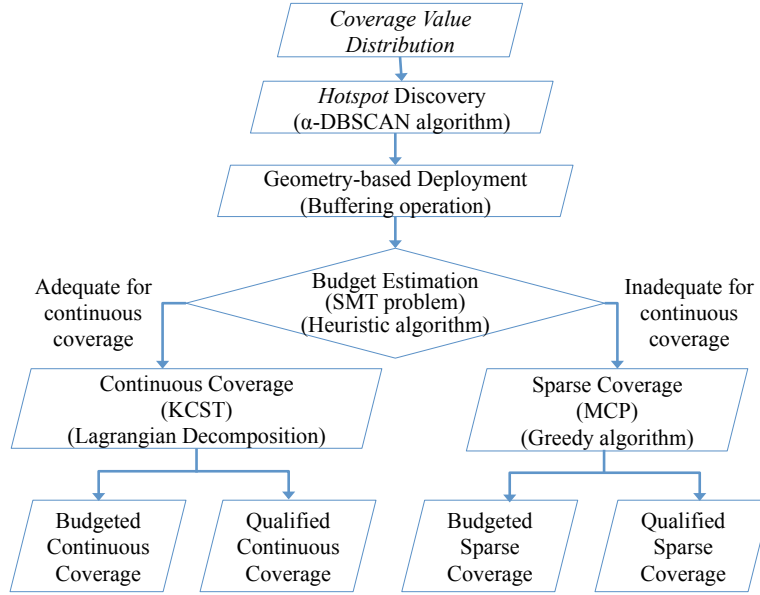 Coverage Value
Distribution
Hotspot Discovery
(α-DBSCAN algorithm)
Geometry-based Deployment
(Buffering operation)
Budget Estimation
(SMT problem)
(Heuristic algorithm)
Adequate for
continuous
coverage
Inadequate for
continuous
coverage
Continuous Coverage
(KCST)
(Lagrangian Decomposition)
Sparse Coverage
(MCP)
(Greedy algorithm)
Budgeted
Continuous
Coverage
Qualified
Continuous
Coverage
Budgeted
Sparse
Coverage
Qualified
Sparse
Coverage